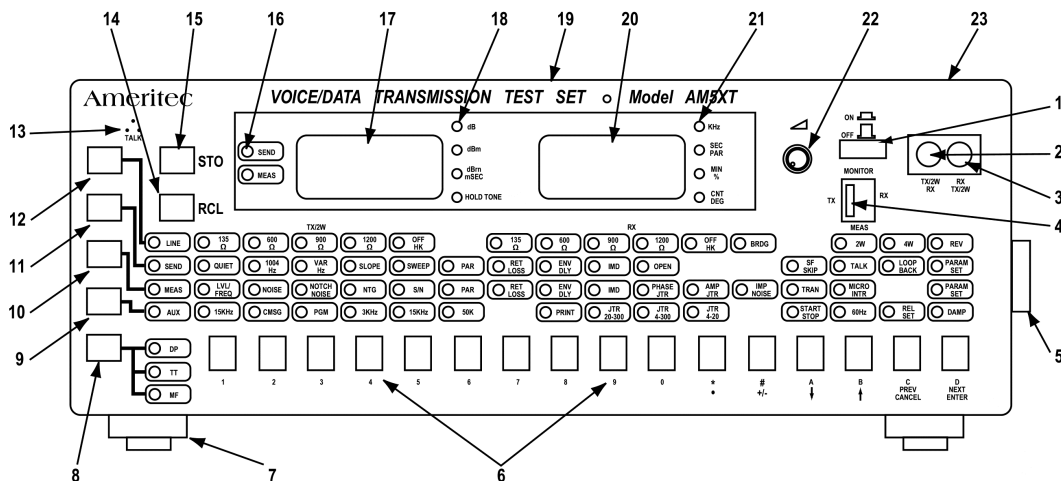 14 15 16 17 18 19 20 21 22 23
Ameritec
VOICE/DATA TRANSMISSION TEST SET Model AM5XT
13
TALK
STO
RCL
SEND
MEAS
dB
dBm
dBrn
mSEC
HOLD TONE
KHz
SEC
PAR
MIN
%
CNT
DEG
ON
OFF
1
2
TX/2W
RX
RX
TX/2W
3
MONITOR
TX
RX
MEAS
4
12
11
10
9
5
TX/2W
RX
LINE 135 Ω 600 Ω 900 Ω 1200 Ω OFF HK 135 Ω 600 Ω 900 Ω 1200 Ω OFF HK BRDG 2W 4W REV
SEND QUIET 1004 Hz VAR Hz SLOPE SWEEP PAR RET LOSS ENV DLY IMD OPEN SF SKIP TALK LOOP BACK PARAM SET
MEAS LVL/FREQ NOISE NOTCH NOISE NTG S/N PAR RET LOSS ENV DLY IMD PHASE JTR AMP JTR IMP NOISE TRAN MICRO INTR PARAM SET
AUX 15KHz CMSG PGM 3KHz 15KHz 50K PRINT JTR 20-300 JTR 4-300 JTR 4-20 START STOP 60Hz REL SET DAMP
DP
TT
MF
1 2 3 4 5 6 7 8 9 0 * # A B C D
• +/- PREV NEXT
CANCEL ENTER
8 7 6